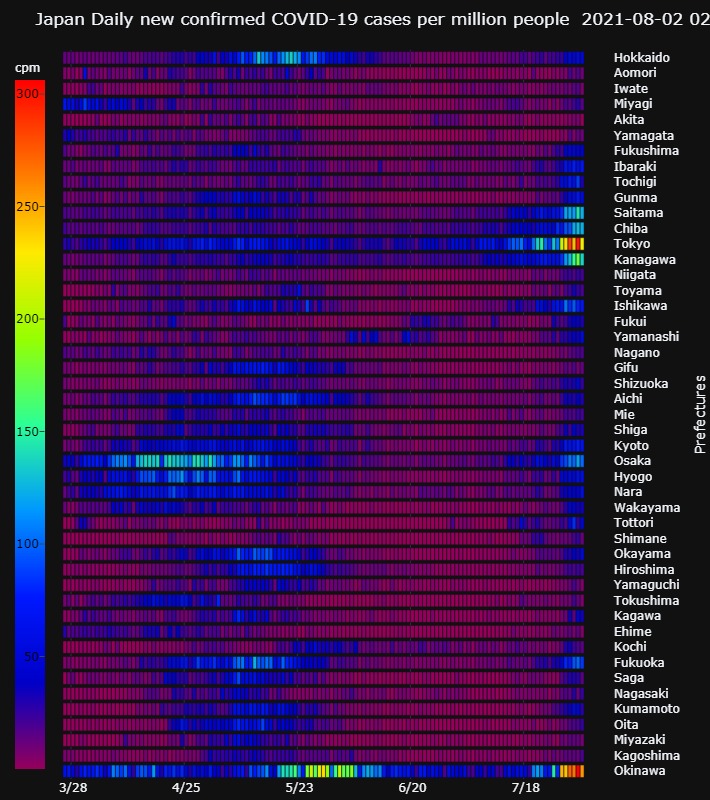 Japan Daily new confirmed COVID-19 cases per million people 2021-08-02 02
cpm
300
250
200
150
100
50
Hokkaido
Aomori
Iwate
Miyagi
Akita
Yamagata
Fukushima
Ibaraki
Tochigi
Gunma
Saitama
Chiba
Tokyo
Kanagawa
Niigata
Toyama
Ishikawa
Fukui
Yamanashi
Nagano
Gifu
Shizuoka
Aichi
Mie
Shiga
Kyoto
Osaka
Hyogo
Nara
Wakayama
Tottori
Shimane
Okayama
Hiroshima
Yamaguchi
Tokushima
Kagawa
Ehime
Kochi
Fukuoka
Saga
Nagasaki
Kumamoto
Oita
Miyazaki
Kagoshima
Okinawa
Prefectures
3/28 4/25 5/23 6/20 7/18